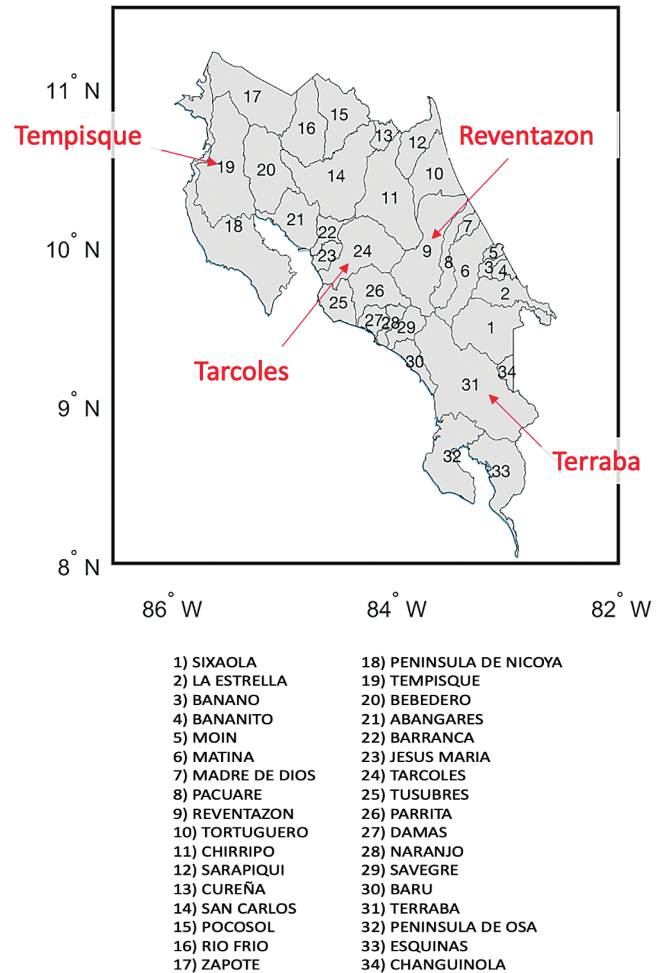 11° N
17
15
16
13
12
Tempisque
Reventazon
19
20
14
11
10
18
21
22
7
10° N
23
24
9
8
6
5
3
4
2
25
26
27
28
29
1
Tarcoles
30
31
34
9° N
32
33
Terraba
8° N
86° W
84° W
82° W
1) SIXAOLA
2) LA ESTRELLA
3) BANANO
4) BANANITO
5) MOIN
6) MATINA
7) MADRE DE DIOS
8) PACUARE
9) REVENTAZON
10) TORTUGUERO
11) CHIRRIPO
12) SARAPIQUI
13) CUREÑA
14) SAN CARLOS
15) POCOSOL
16) RIO FRIO
17) ZAPOTE
18) PENINSULA DE NICOYA
19) TEMPISQUE
20) BEBEDERO
21) ABANGARES
22) BARRANCA
23) JESUS MARIA
24) TARCOLES
25) TUSUBRES
26) PARRITA
27) DAMAS
28) NARANJO
29) SAVEGRE
30) BARU
31) TERRABA
32) PENINSULA DE OSA
33) ESQUINAS
34) CHANGUINOLA